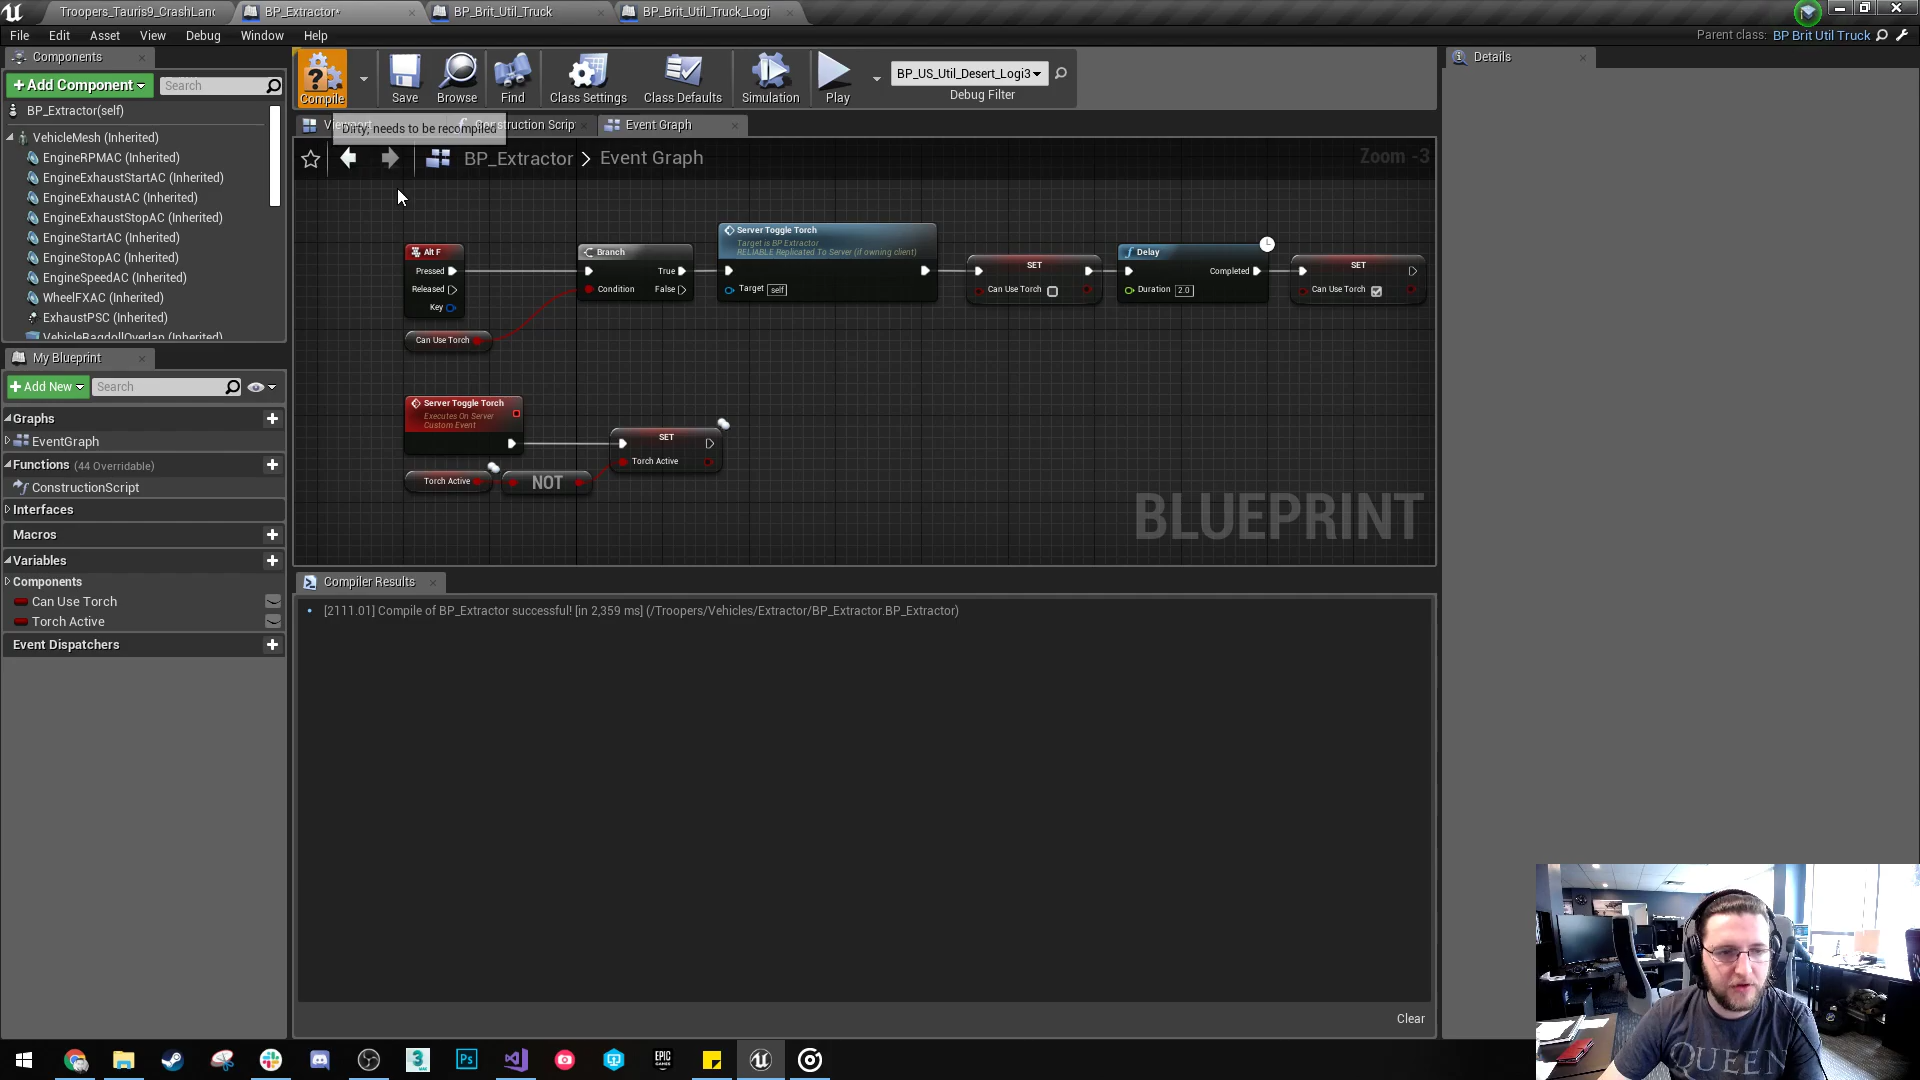 Troopers_Tauris9_CrashLanc
BP_Extractor*
BP_Brit_Util_Truck
BP_Brit_Util_Truck_Logi
File
Edit
Asset
View
Debug
Window
Help
Parent class:
BP Brit Util Truck
Components
+Add Component
Search
BP_Extractor(self)
VehicleMesh (Inherited)
EngineRPMAC (Inherited)
EngineExhaustStartAC (Inherited)
EngineExhaustAC (Inherited)
EngineExhaustStopAC (Inherited)
EngineStartAC (Inherited)
EngineStopAC (Inherited)
EngineSpeedAC (Inherited)
WheelFXAC (Inherited)
ExhaustPSC (Inherited)
VehicleRagdollOverlap (Inherited)
My Blueprint
+Add New
Search
Graphs
EventGraph
Functions (44 Overridable)
ConstructionScript
Interfaces
Macros
Variables
Components
Can Use Torch
Torch Active
Event Dispatchers
Compile
Save
Browse
Find
Class Settings
Class Defaults
Simulation
Play
BP_US_Util_Desert_Logi3
Debug Filter
Dirty; needs to be recompiled
Construction Scrip
Event Graph
BP_Extractor > Event Graph
Zoom -3
Alt F
Pressed
Released
Key
Can Use Torch
Branch
True
Condition
False
Server Toggle Torch
Target is BP Extractor
RELIABLE Replicated To Server (if owning client)
Target self
SET
Can Use Torch
Delay
Completed
Duration 2.0
SET
Can Use Torch
Server Toggle Torch
Executes On Server
Custom Event
Torch Active
NOT
SET
Torch Active
BLUEPRINT
Compiler Results
[2111.01] Compile of BP_Extractor successful! [in 2,359 ms] (/Troopers/Vehicles/Extractor/BP_Extractor.BP_Extractor)
Clear
Details
QUEEN